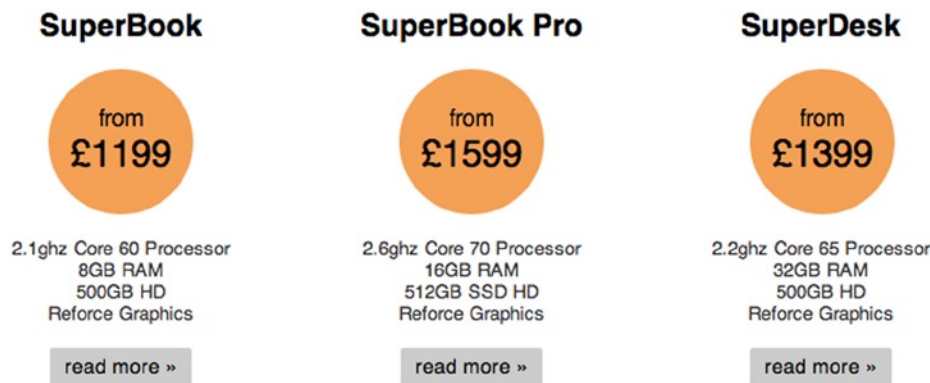 SuperBook
from
£1199
2.1ghz Core 60 Processor
8GB RAM
500GB HD
Reforce Graphics
read more »
SuperBook Pro
from
£1599
2.6ghz Core 70 Processor
16GB RAM
512GB SSD HD
Reforce Graphics
read more »
SuperDesk
from
£1399
2.2ghz Core 65 Processor
32GB RAM
500GB HD
Reforce Graphics
read more »